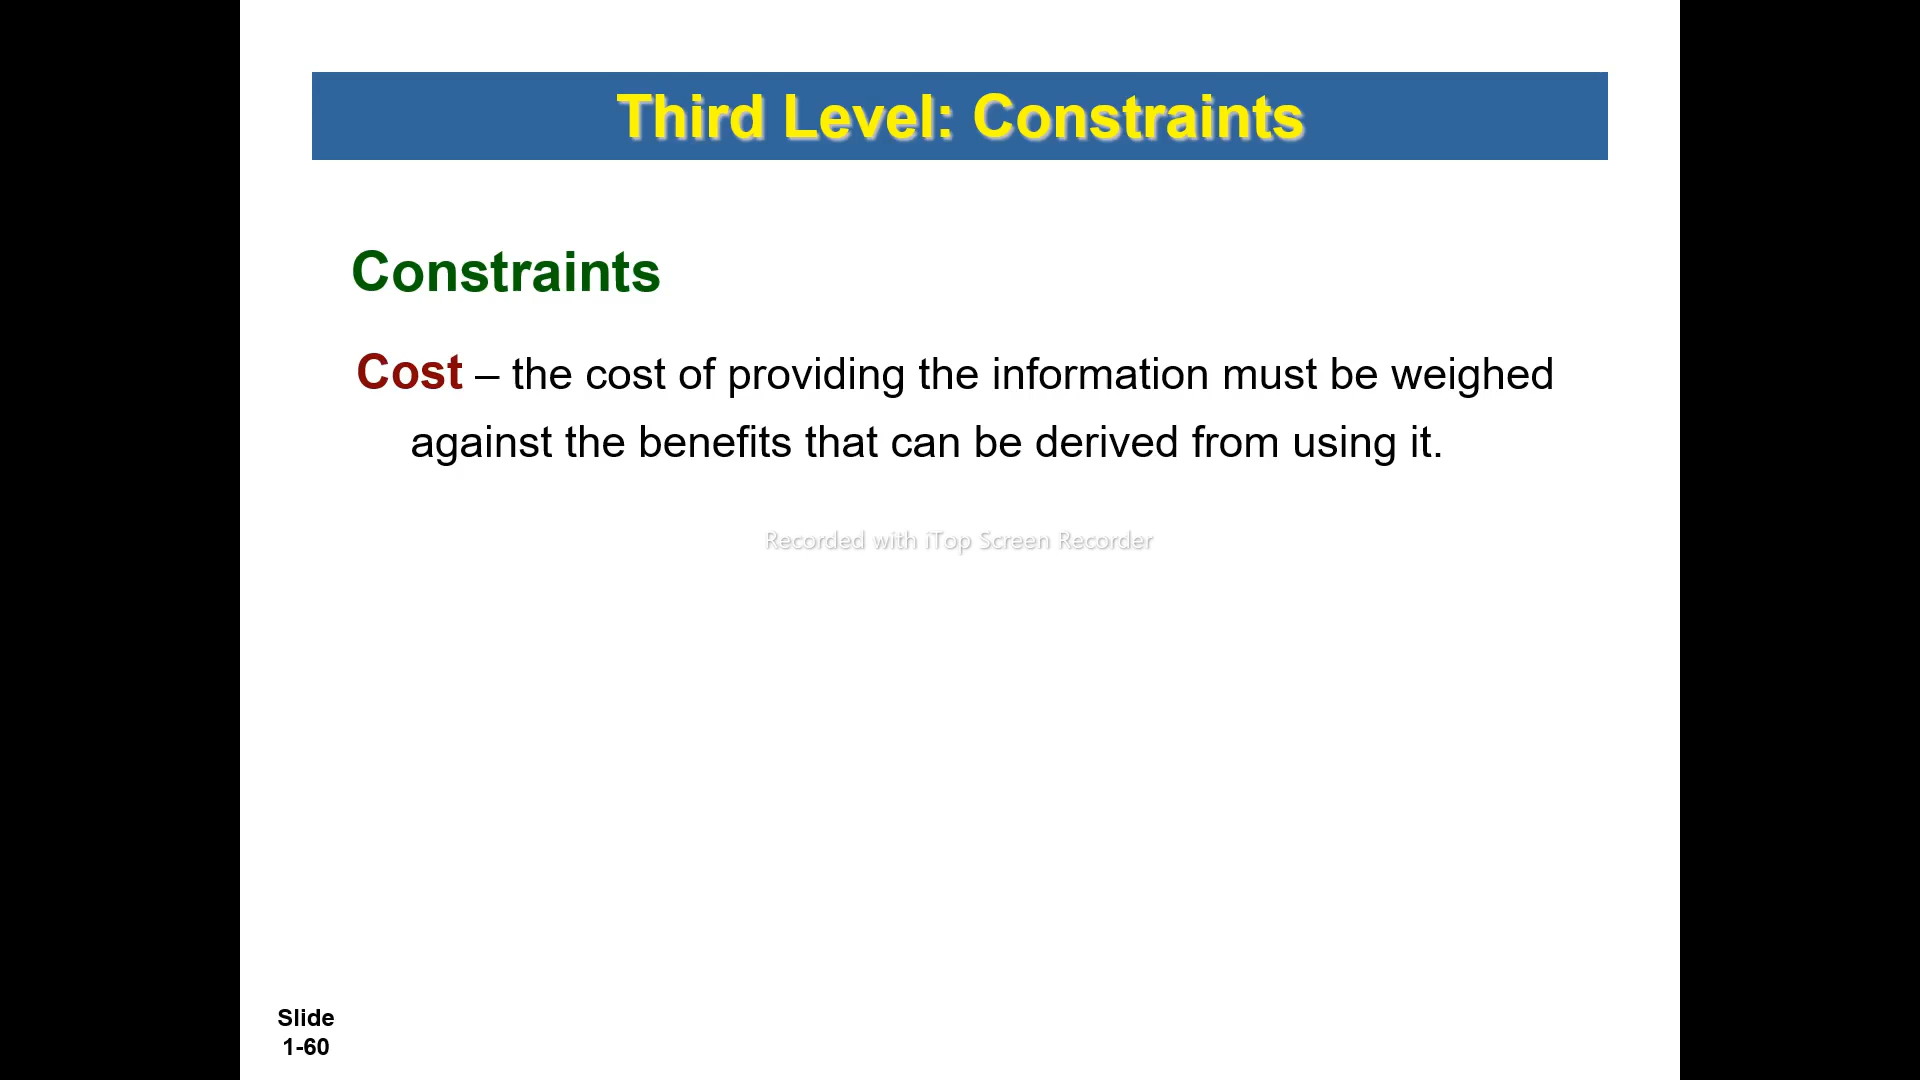 Third Level: Constraints
Constraints
Cost – the cost of providing the information must be weighed
against the benefits that can be derived from using it.
Recorded with iTop Screen Recorder
Slide
1-60